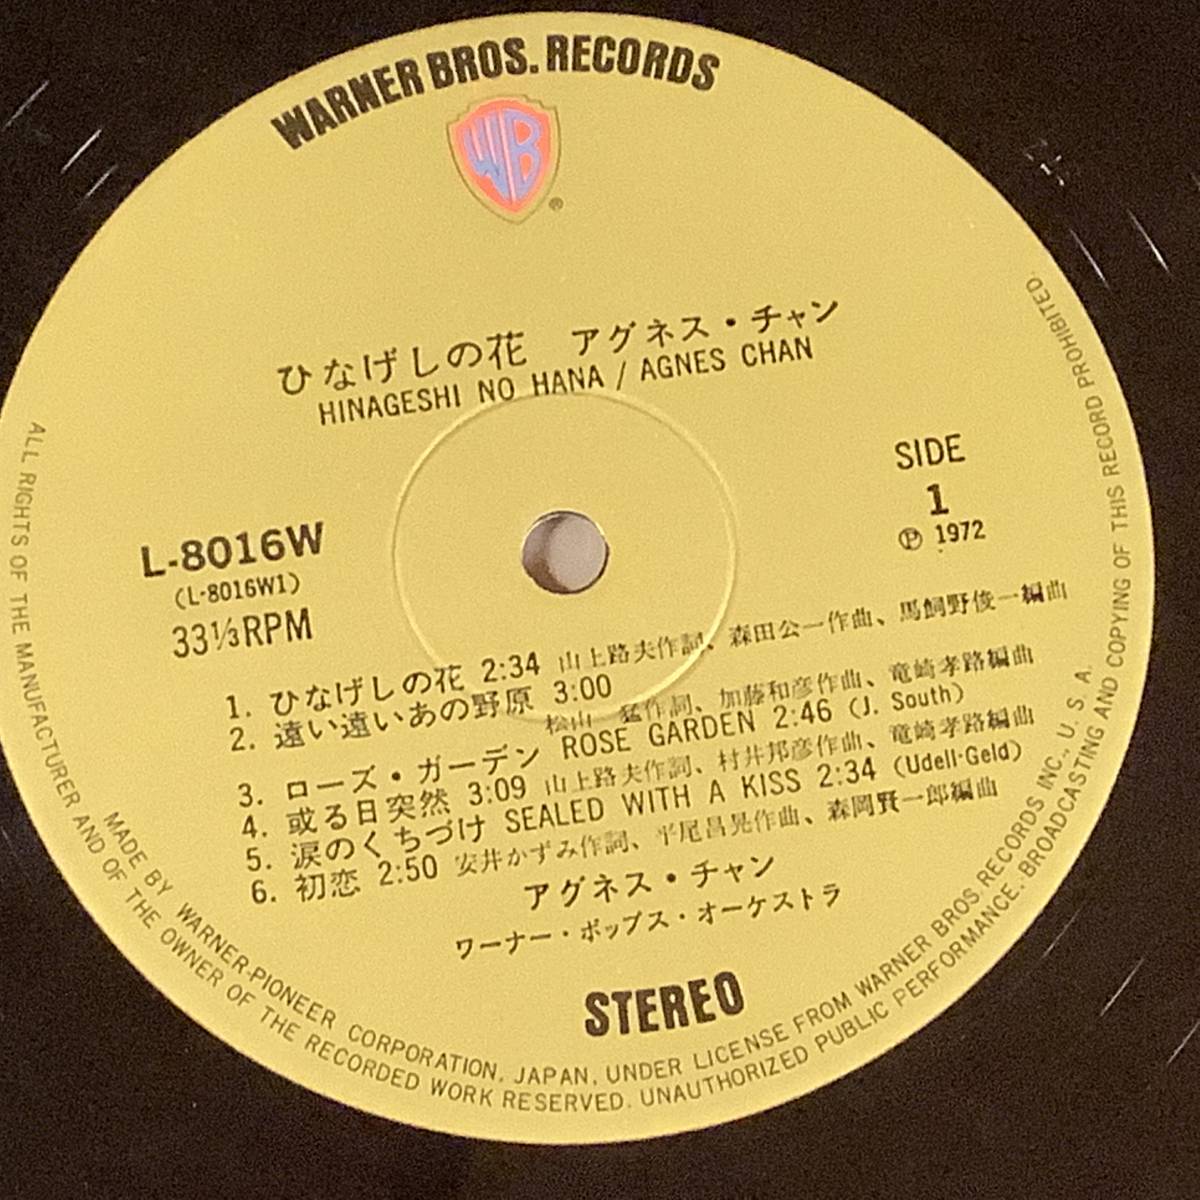 WARNER BROS. RECORDS
WB
®
ひなげしの花 アグネス・チャン
HINAGESHI NO HANA / AGNES CHAN
SIDE
1
Ⓟ 1972
L-8016W
(L-8016W1)
33⅓RPM
1. ひなげしの花 2:34 山上路夫作詞、森田公一作曲、馬飼野俊一編曲
2. 遠い遠いあの野原 3:00
松山 猛作詞、加藤和彦作曲、竜崎孝路編曲
3. ローズ・ガーデン ROSE GARDEN 2:46 (J. South)
4. 或る日突然 3:09 山上路夫作詞、村井邦彦作曲、竜崎孝路編曲
5. 涙のくちづけ SEALED WITH A KISS 2:34 (Udell-Geld)
6. 初恋 2:50 安井かずみ作詞、平尾昌晃作曲、森岡賢一郎編曲
アグネス・チャン
ワーナー・ポップス・オーケストラ
STEREO
MADE BY WARNER-PIONEER CORPORATION, JAPAN, UNDER LICENSE FROM WARNER BROS. RECORDS INC., U. S. A.
ALL RIGHTS OF THE MANUFACTURER AND OF THE OWNER OF THE RECORDED WORK RESERVED. UNAUTHORIZED PUBLIC PERFORMANCE, BROADCASTING AND COPYING OF THIS RECORD PROHIBITED.